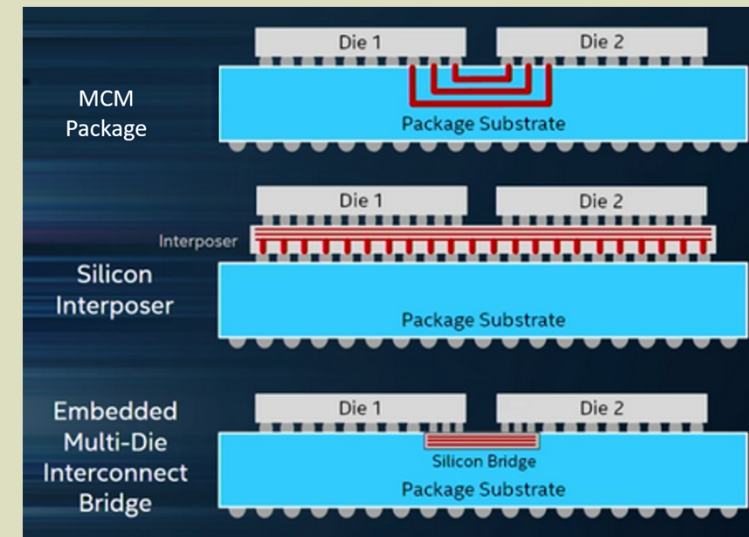 Die 1
Die 2
MCM
Package
Package Substrate
Die 1
Die 2
Interposer
Silicon
Interposer
Package Substrate
Embedded
Multi-Die
Interconnect
Bridge
Die 1
Die 2
Silicon Bridge
Package Substrate